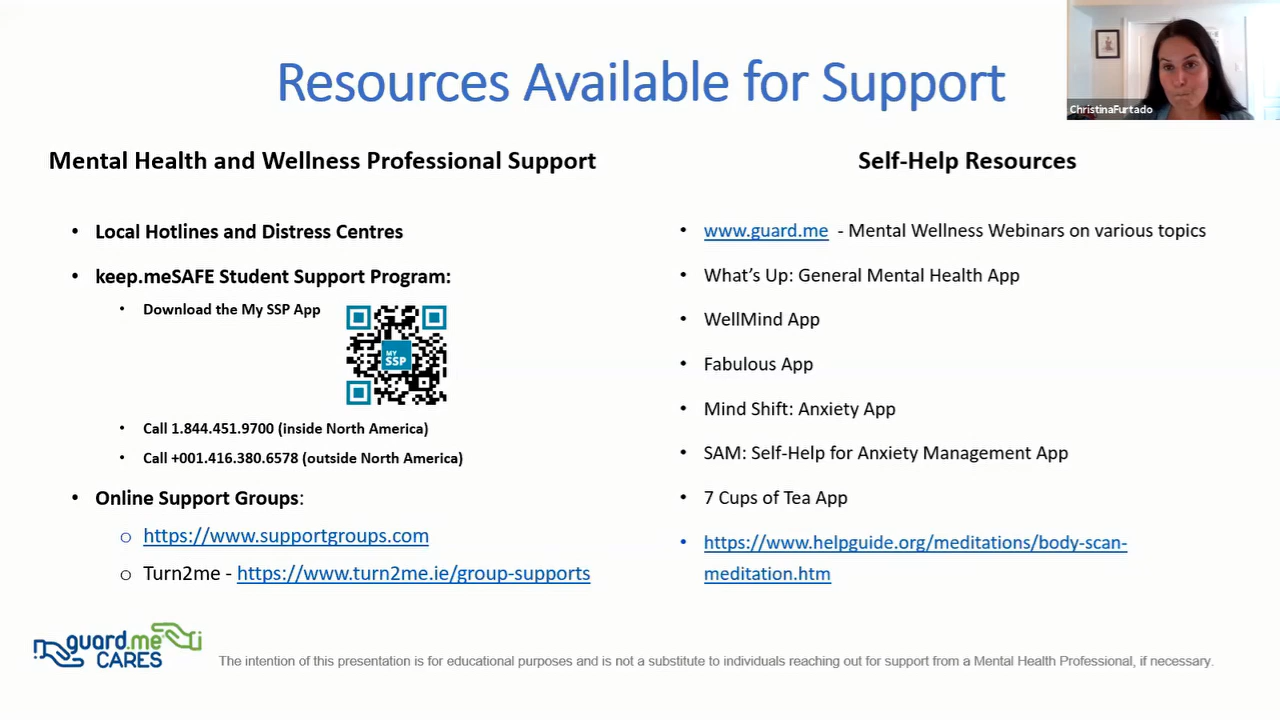 Resources Available for Support
ChristinaFurtado
Mental Health and Wellness Professional Support
• Local Hotlines and Distress Centres
• keep.meSAFE Student Support Program:
• Download the My SSP App
MY
SSP
• Call 1.844.451.9700 (inside North America)
• Call +001.416.380.6578 (outside North America)
• Online Support Groups:
o https://www.supportgroups.com
o Turn2me - https://www.turn2me.ie/group-supports
Self-Help Resources
• www.guard.me - Mental Wellness Webinars on various topics
• What's Up: General Mental Health App
• WellMind App
• Fabulous App
• Mind Shift: Anxiety App
• SAM: Self-Help for Anxiety Management App
• 7 Cups of Tea App
• https://www.helpguide.org/meditations/body-scan-
meditation.htm
guard.me
CARES
The intention of this presentation is for educational purposes and is not a substitute to individuals reaching out for support from a Mental Health Professional, if necessary.